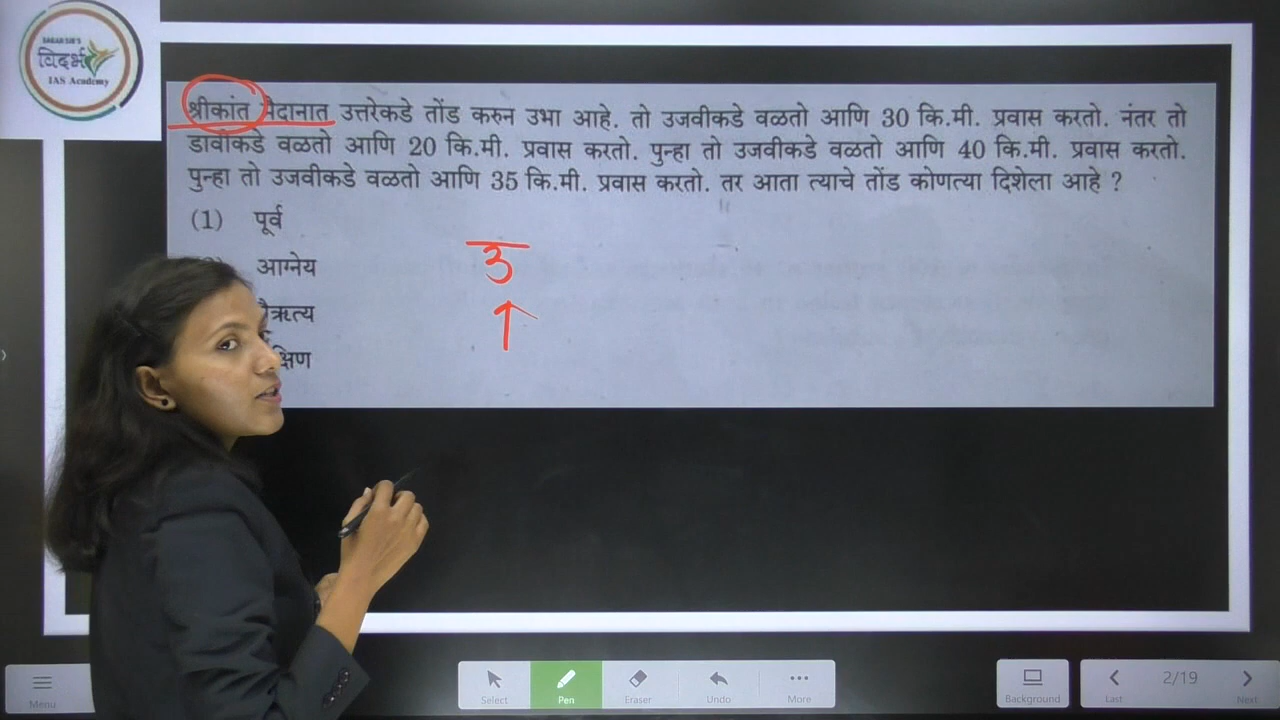 SARANSIR'S
विदर्भ
IAS Academy
श्रीकांत मैदानात उत्तरेकडे तोंड करुन उभा आहे. तो उजवीकडे वळतो आणि 30 कि.मी. प्रवास करतो. नंतर तो
डावीकडे वळतो आणि 20 कि.मी. प्रवास करतो. पुन्हा तो उजवीकडे वळतो आणि 40 कि.मी. प्रवास करतो.
पुन्हा तो उजवीकडे वळतो आणि 35 कि.मी. प्रवास करतो. तर आता त्याचे तोंड कोणत्या दिशेला आहे ?
(1) पूर्व
आग्नेय
उ
Menu
Select
Pen
Eraser
Undo
More
Background
Last
2/19
Next